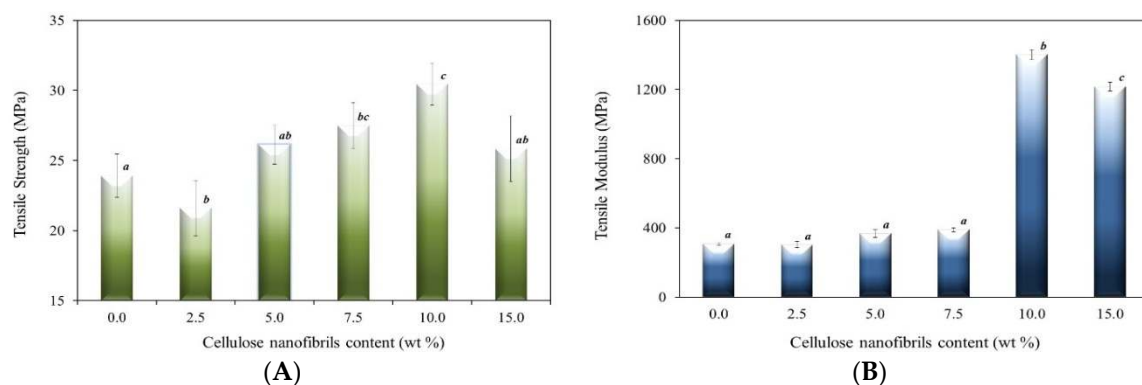 35
30
25
20
15
Tensile Strength (MPa)
a
b
ab
bc
c
ab
0.0 2.5 5.0 7.5 10.0 15.0
Cellulose nanofibrils content (wt %)
(A)
1600
1200
800
400
0
Tensile Modulus (MPa)
a
a
a
a
b
c
0.0 2.5 5.0 7.5 10.0 15.0
Cellulose nanofibrils content (wt %)
(B)